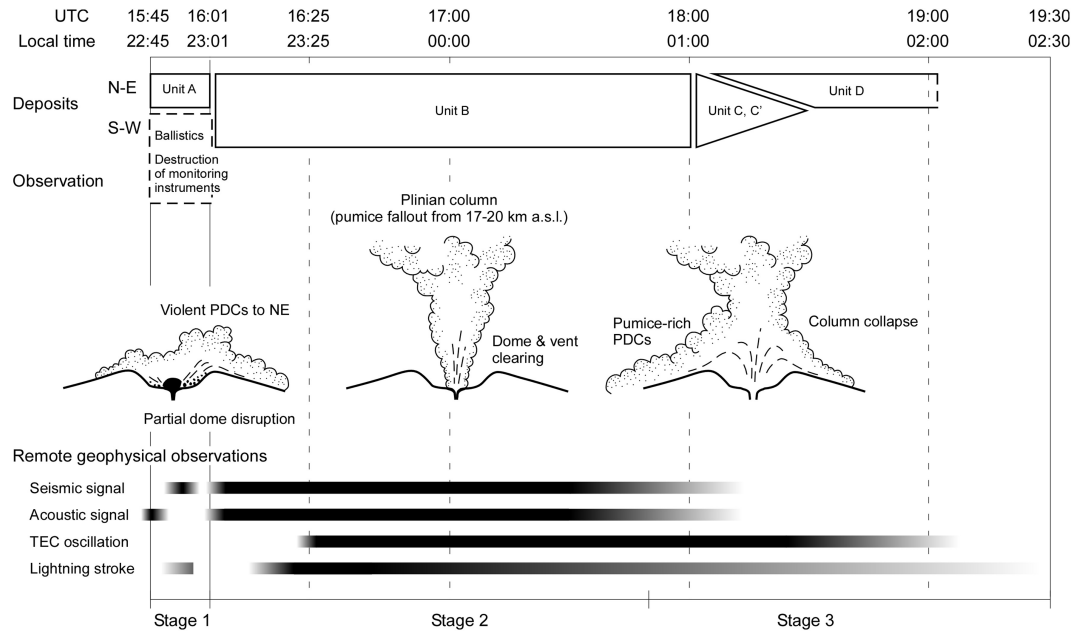 UTC 15:45 16:01 16:25 17:00 18:00 19:00 19:30
Local time 22:45 23:01 23:25 00:00 01:00 02:00 02:30
Deposits
N-E
S-W
Unit A
Unit B
Unit C, C'
Unit D
Ballistics
Destruction
of monitoring
instruments
Observation
Plinian column
(pumice fallout from 17-20 km a.s.l.)
Violent PDCs to NE
Dome & vent
clearing
Pumice-rich
PDCs
Column collapse
Partial dome disruption
Remote geophysical observations
Seismic signal
Acoustic signal
TEC oscillation
Lightning stroke
Stage 1 Stage 2 Stage 3